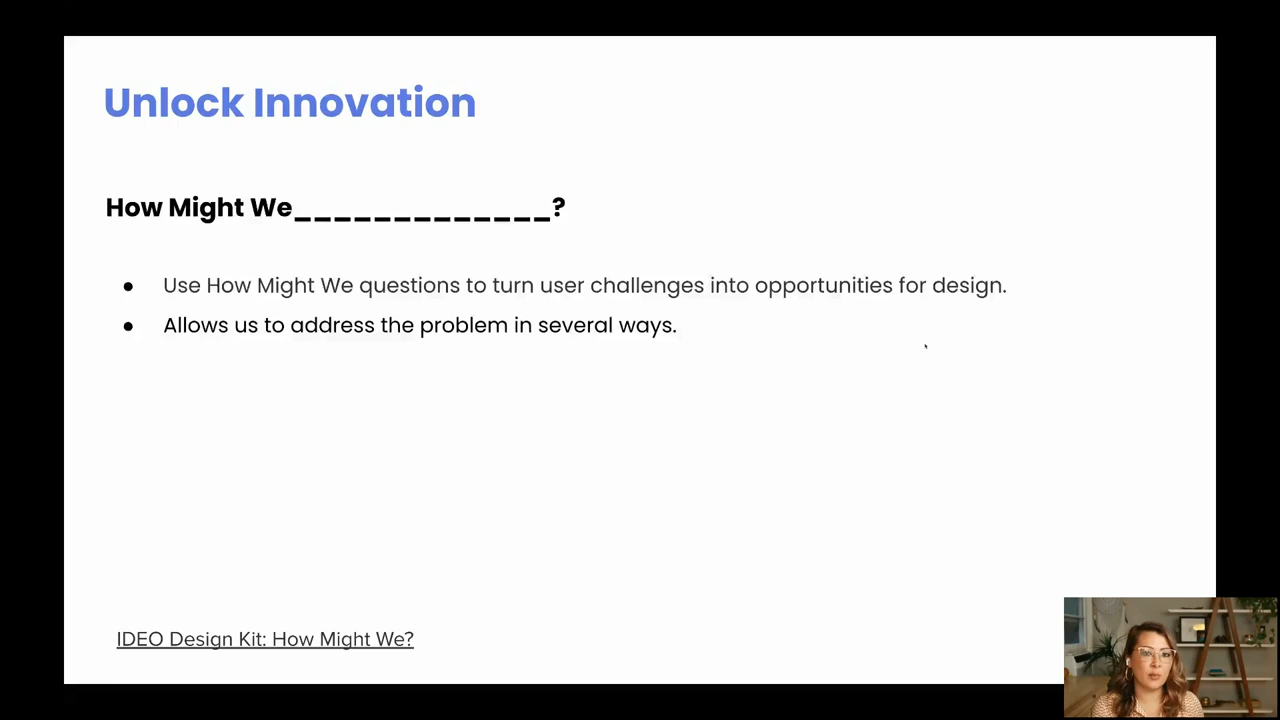 Unlock Innovation
How Might We_____________?
● Use How Might We questions to turn user challenges into opportunities for design.
● Allows us to address the problem in several ways.
IDEO Design Kit: How Might We?